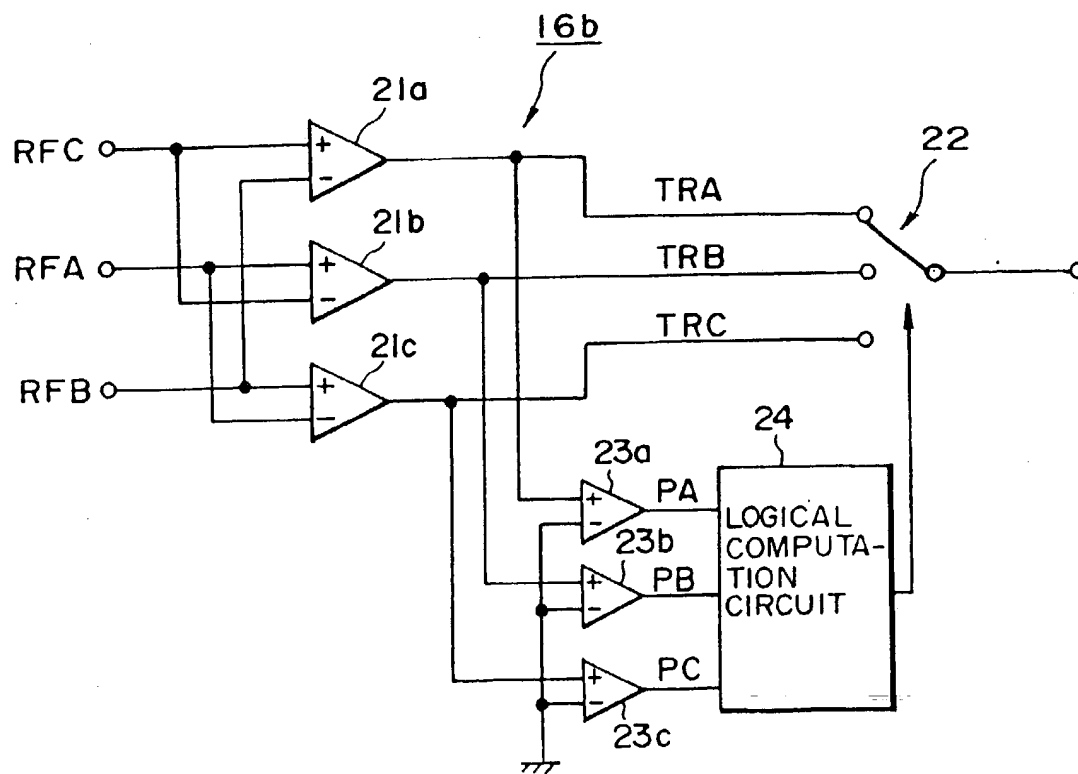 16b
21a
RFC
+
-
TRA
22
21b
RFA
+
-
TRB
21c
TRC
RFB
+
-
24
23a
PA
+
-
LOGICAL
COMPUTA-
TION
CIRCUIT
23b
PB
+
-
PC
+
-
23c